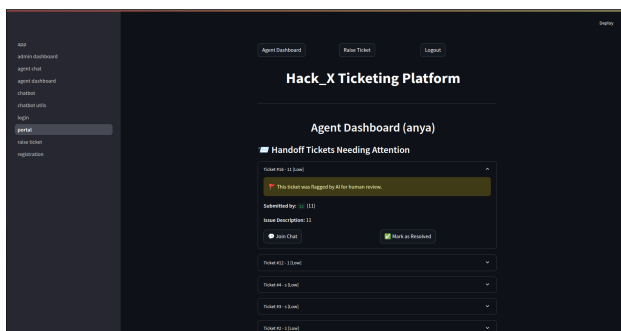 Deploy
app
admin dashboard
agent chat
agent dashboard
chatbot
chatbot utils
login
portal
raise ticket
registration
Agent Dashboard
Raise Ticket
Logout
Hack_X Ticketing Platform
Agent Dashboard (anya)
Handoff Tickets Needing Attention
Ticket #18 - 11 [Low]
This ticket was flagged by AI for human review.
Submitted by: 11 (11)
Issue Description: 11
Join Chat
Mark as Resolved
Ticket #12 - 1 [Low]
Ticket #4 - s [Low]
Ticket #3 - s [Low]
Ticket #2 - 1 [Low]